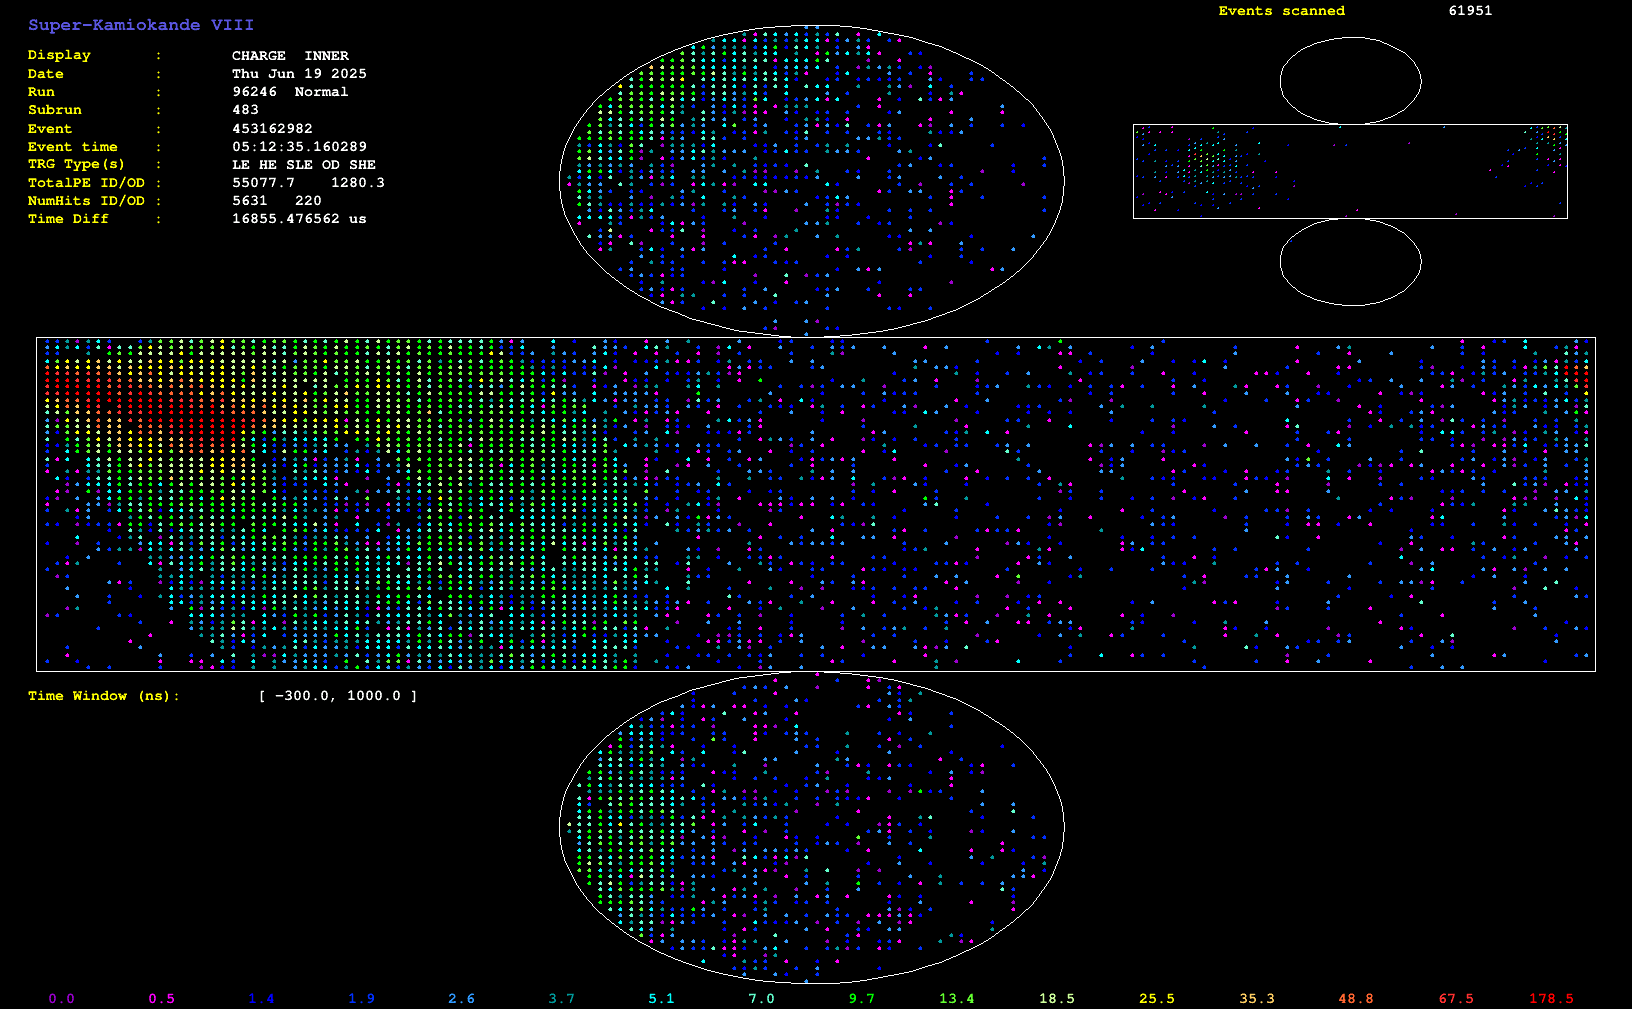 Super-Kamiokande VIII
Events scanned 61951
Display : CHARGE INNER
Date : Thu Jun 19 2025
Run : 96246 Normal
Subrun : 483
Event : 453162982
Event time : 05:12:35.160289
TRG Type(s) : LE HE SLE OD SHE
TotalPE ID/OD : 55077.7 1280.3
NumHits ID/OD : 5631 220
Time Diff : 16855.476562 us
Time Window (ns): [ -300.0, 1000.0 ]
0.0 0.5 1.4 1.9 2.6 3.7 5.1 7.0 9.7 13.4 18.5 25.5 35.3 48.8 67.5 178.5